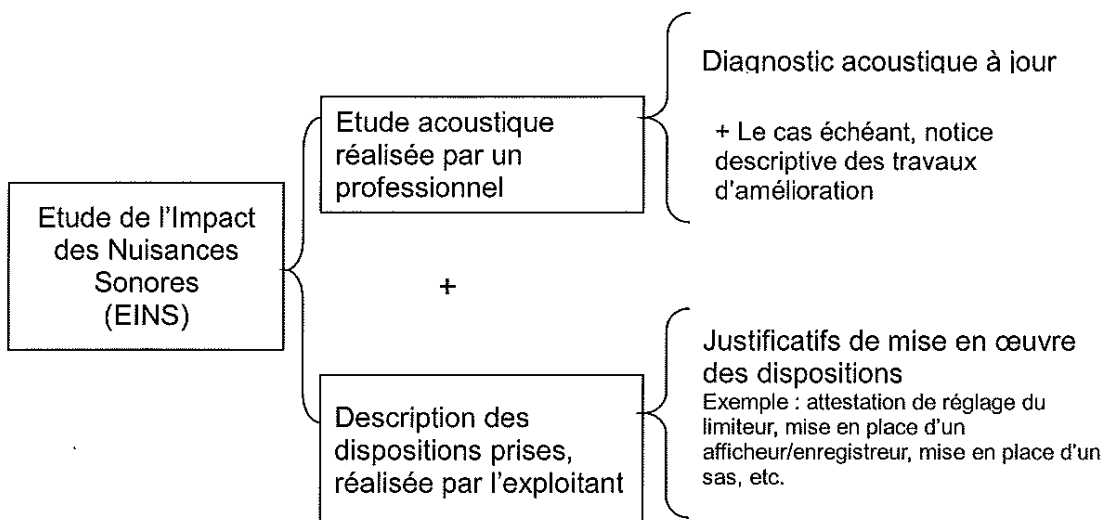 Etude de l'Impact
des Nuisances
Sonores
(EINS)
Etude acoustique
réalisée par un
professionnel
Diagnostic acoustique à jour
+ Le cas échéant, notice
descriptive des travaux
d'amélioration
+
Description des
dispositions prises,
réalisée par l'exploitant
Justificatifs de mise en œuvre
des dispositions
Exemple : attestation de réglage du
limiteur, mise en place d'un
afficheur/enregistreur, mise en place d'un
sas, etc.